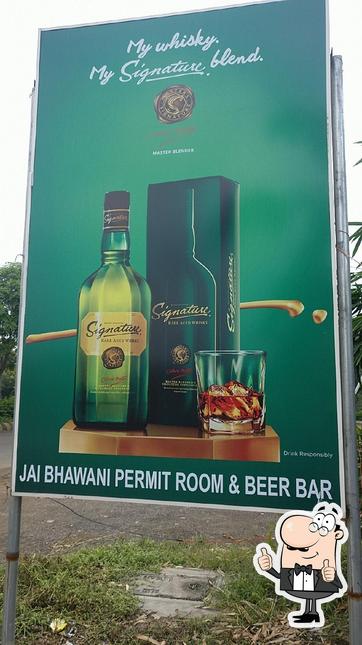 My whisky.
My Signature. blend.
MASTER BLENDER
Signature
Signature.
RARE AGED WHISKY
Signature.
RARE AGED WHISKY
Signature.
Drink Responsibly
JAI BHAWANI PERMIT ROOM & BEER BAR